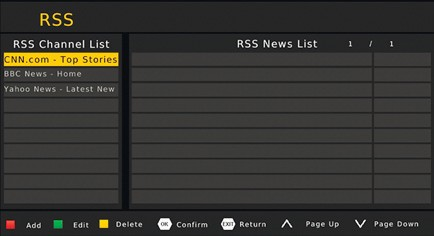 RSS
RSS Channel List
RSS News List 1 / 1
CNN.com - Top Stories
BBC News - Home
Yahoo News - Latest New
Add Edit Delete OK Confirm EXIT Return Page Up Page Down